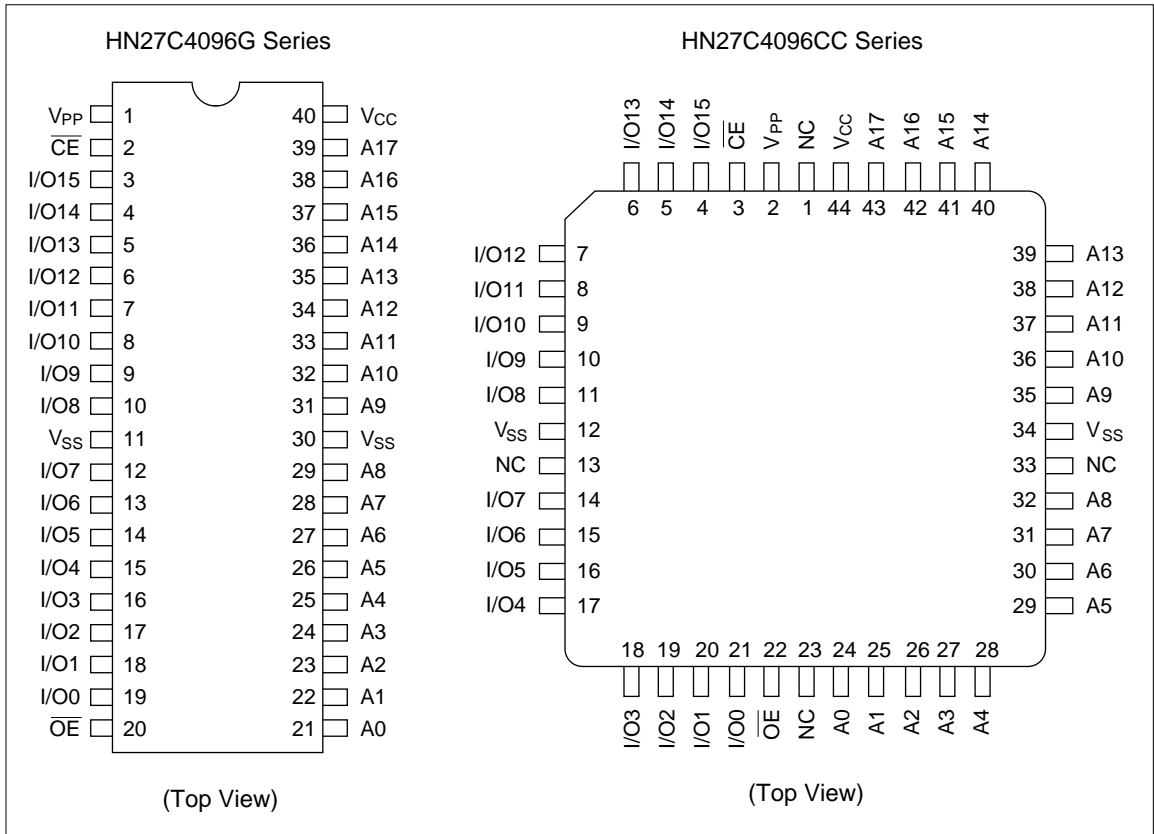 HN27C4096G Series
VPP 1 40 VCC
CE 2 39 A17
I/O15 3 38 A16
I/O14 4 37 A15
I/O13 5 36 A14
I/O12 6 35 A13
I/O11 7 34 A12
I/O10 8 33 A11
I/O9 9 32 A10
I/O8 10 31 A9
VSS 11 30 VSS
I/O7 12 29 A8
I/O6 13 28 A7
I/O5 14 27 A6
I/O4 15 26 A5
I/O3 16 25 A4
I/O2 17 24 A3
I/O1 18 23 A2
I/O0 19 22 A1
OE 20 21 A0
(Top View)
HN27C4096CC Series
I/O13 I/O14 I/O15 CE VPP NC VCC A17 A16 A15 A14
6 5 4 3 2 1 44 43 42 41 40
I/O12 7 39 A13
I/O11 8 38 A12
I/O10 9 37 A11
I/O9 10 36 A10
I/O8 11 35 A9
VSS 12 34 VSS
NC 13 33 NC
I/O7 14 32 A8
I/O6 15 31 A7
I/O5 16 30 A6
I/O4 17 29 A5
18 19 20 21 22 23 24 25 26 27 28
I/O3 I/O2 I/O1 I/O0 OE NC A0 A1 A2 A3 A4
(Top View)